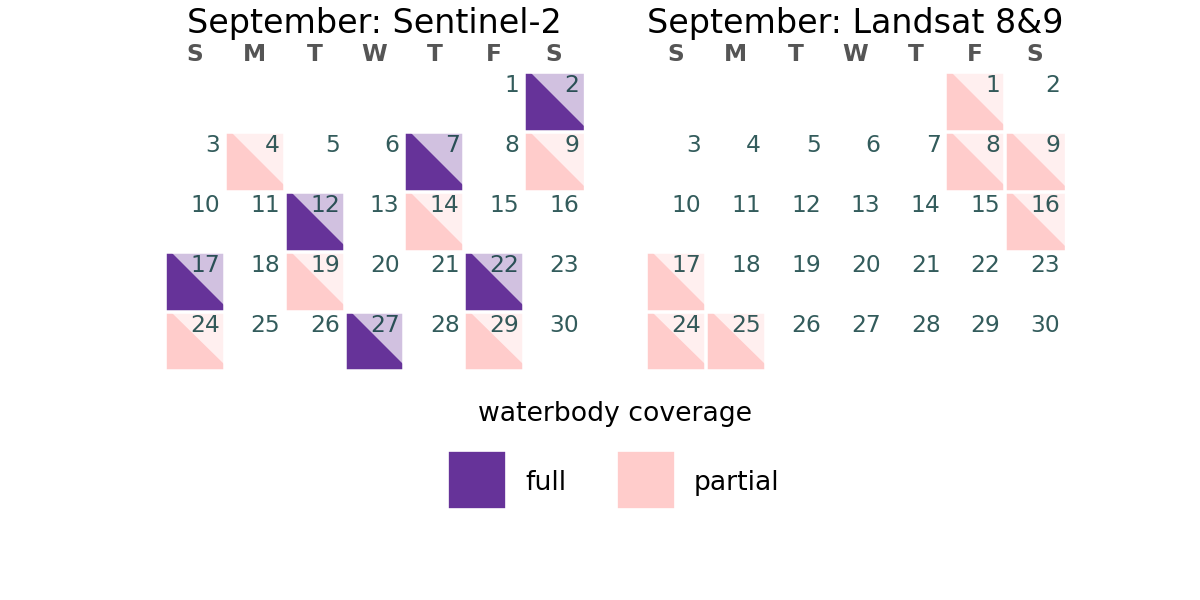 September: Sentinel-2
S M T W T F S
1 2
3 4 5 6 7 8 9
10 11 12 13 14 15 16
17 18 19 20 21 22 23
24 25 26 27 28 29 30
September: Landsat 8&9
S M T W T F S
1 2
3 4 5 6 7 8 9
10 11 12 13 14 15 16
17 18 19 20 21 22 23
24 25 26 27 28 29 30
waterbody coverage
full partial